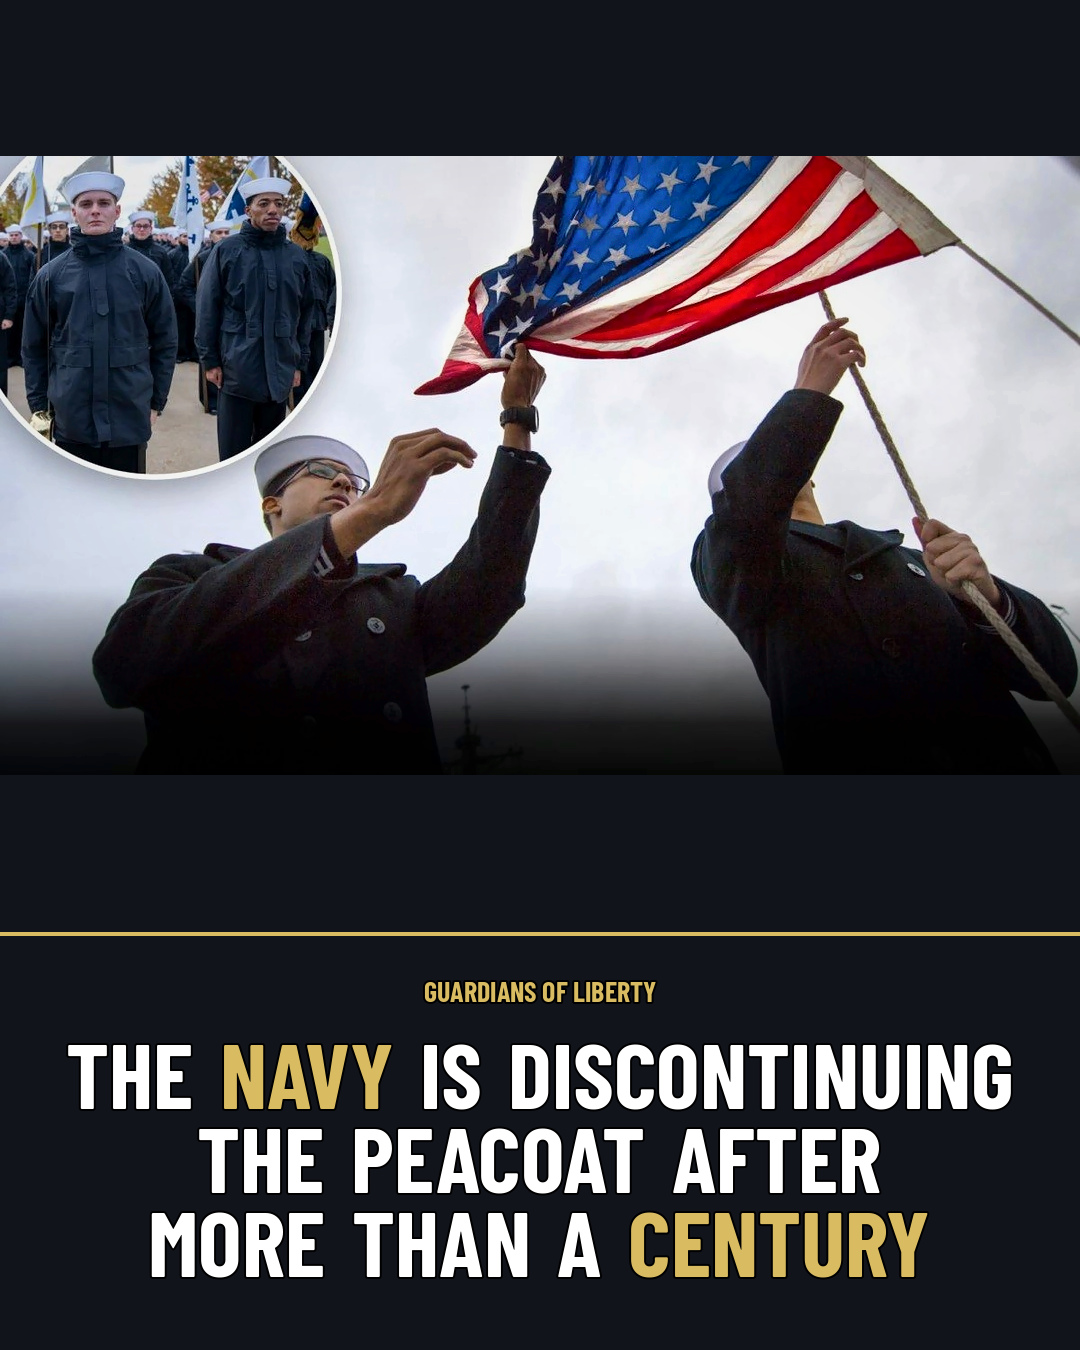 GUARDIANS OF LIBERTY
THE NAVY IS DISCONTINUING
THE PEACOAT AFTER
MORE THAN A CENTURY